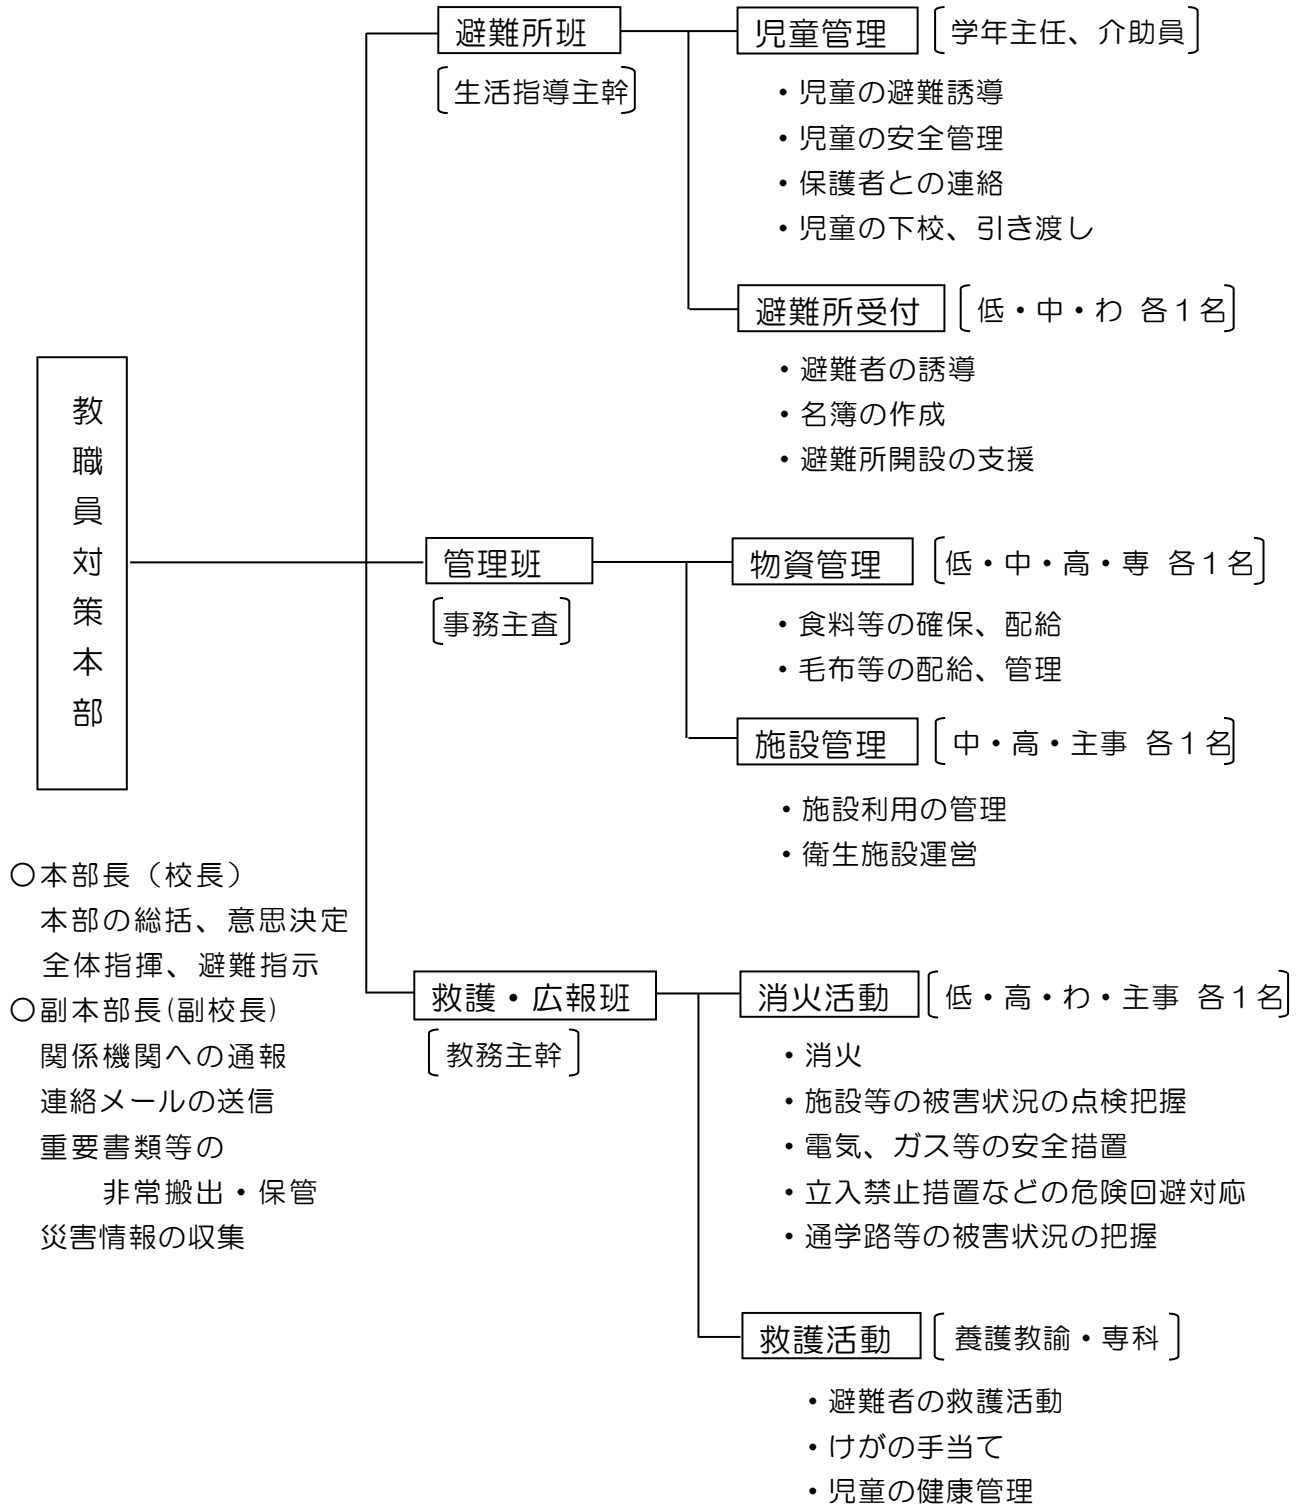 避難所班
生活指導主幹
児童管理
学年主任、介助員
・児童の避難誘導
・児童の安全管理
・保護者との連絡
・児童の下校、引き渡し
避難所受付
低・中・わ 各１名
・避難者の誘導
・名簿の作成
・避難所開設の支援
教職員対策本部
管理班
事務主査
物資管理
低・中・高・専 各１名
・食料等の確保、配給
・毛布等の配給、管理
施設管理
中・高・主事 各１名
・施設利用の管理
・衛生施設運営
〇本部長（校長）
本部の総括、意思決定
全体指揮、避難指示
〇副本部長(副校長)
関係機関への通報
連絡メールの送信
重要書類等の
非常搬出・保管
災害情報の収集
救護・広報班
教務主幹
消火活動
低・高・わ・主事 各１名
・消火
・施設等の被害状況の点検把握
・電気、ガス等の安全措置
・立入禁止措置などの危険回避対応
・通学路等の被害状況の把握
救護活動
養護教諭・専科
・避難者の救護活動
・けがの手当て
・児童の健康管理